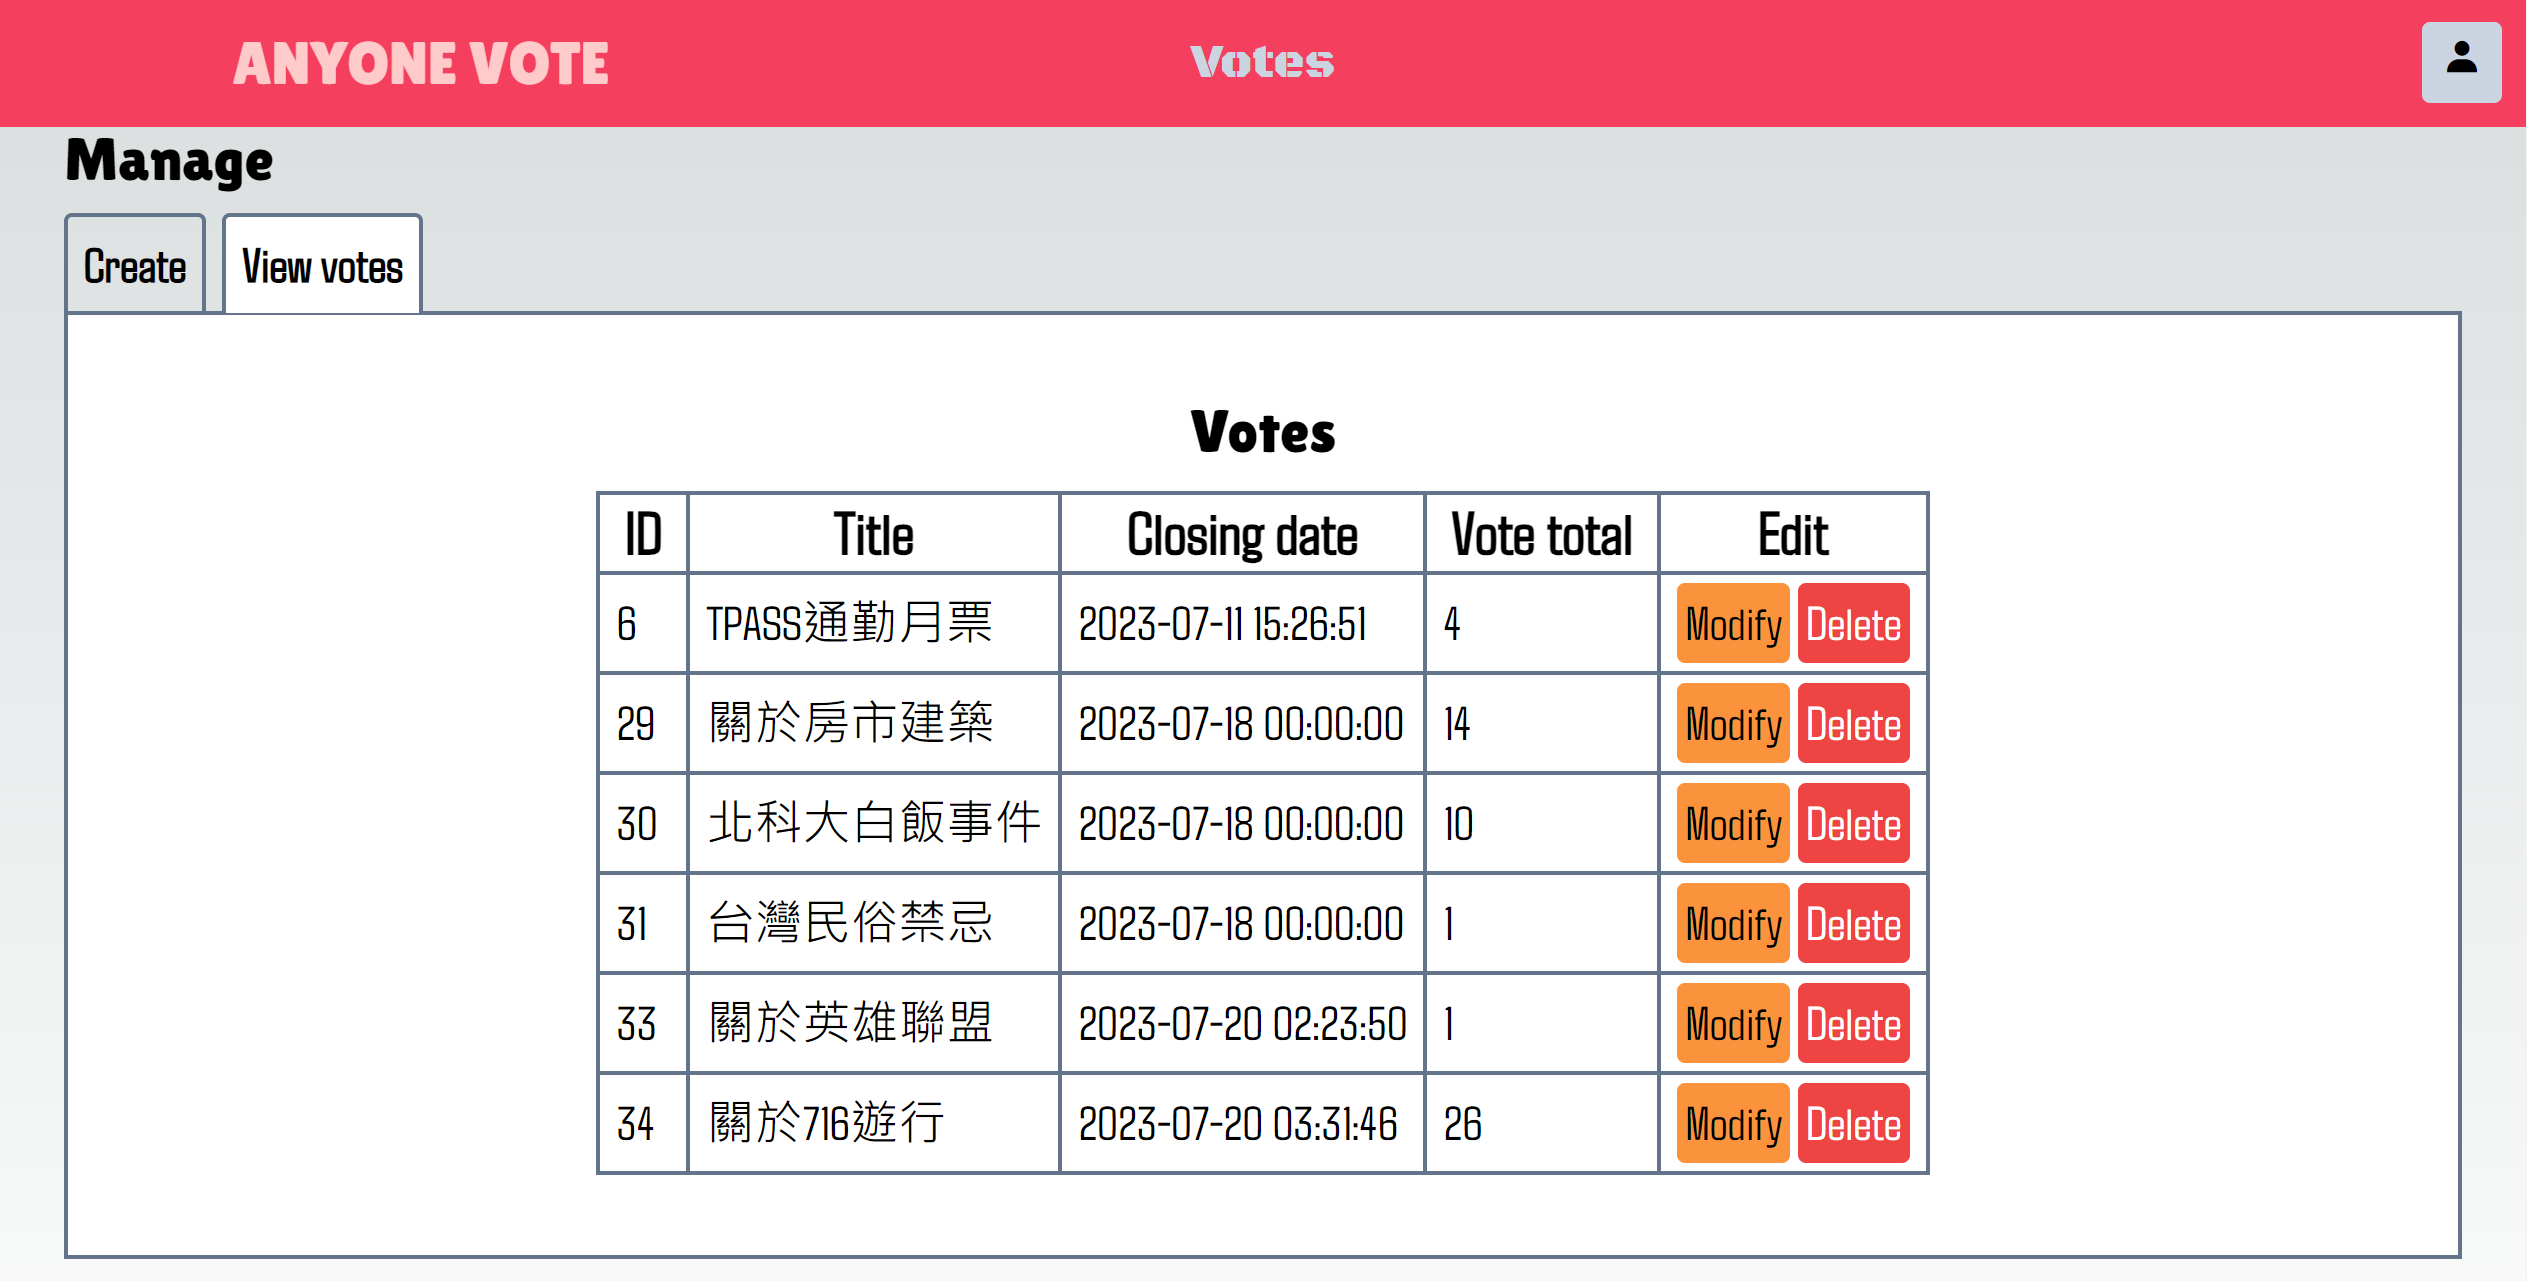 ANYONE VOTE Votes
Manage
Create View votes
Votes
ID Title Closing date Vote total Edit
6 TPASS通勤月票 2023-07-11 15:26:51 4 Modify Delete
29 關於房市建築 2023-07-18 00:00:00 14 Modify Delete
30 北科大白飯事件 2023-07-18 00:00:00 10 Modify Delete
31 台灣民俗禁忌 2023-07-18 00:00:00 1 Modify Delete
33 關於英雄聯盟 2023-07-20 02:23:50 1 Modify Delete
34 關於716遊行 2023-07-20 03:31:46 26 Modify Delete